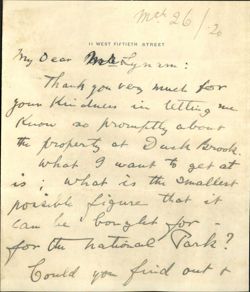 Mch 26/20
11 WEST FIFTIETH STREET
My Dear Lynam:
Thank you very much for
your kindness in letting me
know so promptly about
the property at Duck Brook.
What I want to get at
is, what is the smallest
possible figure that it
can be bought for -
for the National Park?
Could you find out +